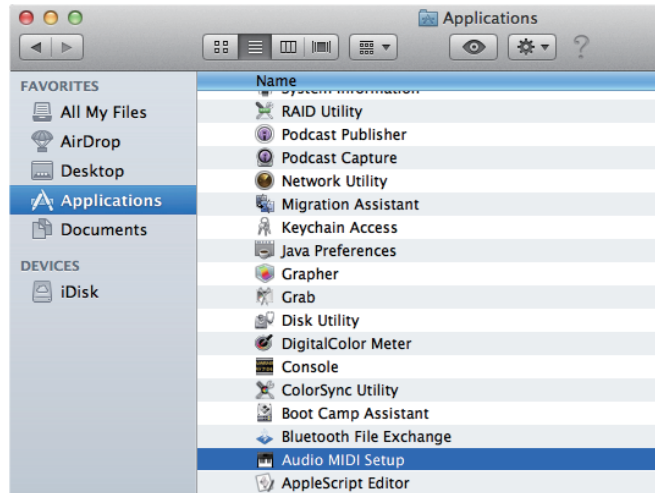 Applications
?
FAVORITES
All My Files
AirDrop
Desktop
Applications
Documents
DEVICES
iDisk
Name
System Information
RAID Utility
Podcast Publisher
Podcast Capture
Network Utility
Migration Assistant
Keychain Access
Java Preferences
Grapher
Grab
Disk Utility
DigitalColor Meter
Console
ColorSync Utility
Boot Camp Assistant
Bluetooth File Exchange
Audio MIDI Setup
AppleScript Editor